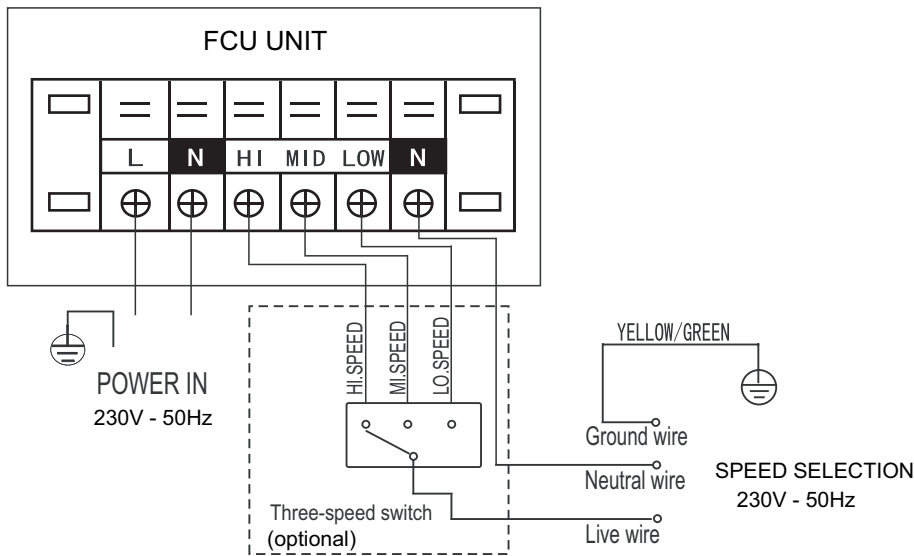 FCU UNIT
L N HI MID LOW N
HI.SPEED
MI.SPEED
LO.SPEED
YELLOW/GREEN
POWER IN
230V - 50Hz
Ground wire
Neutral wire
SPEED SELECTION
230V - 50Hz
Three-speed switch
(optional)
Live wire